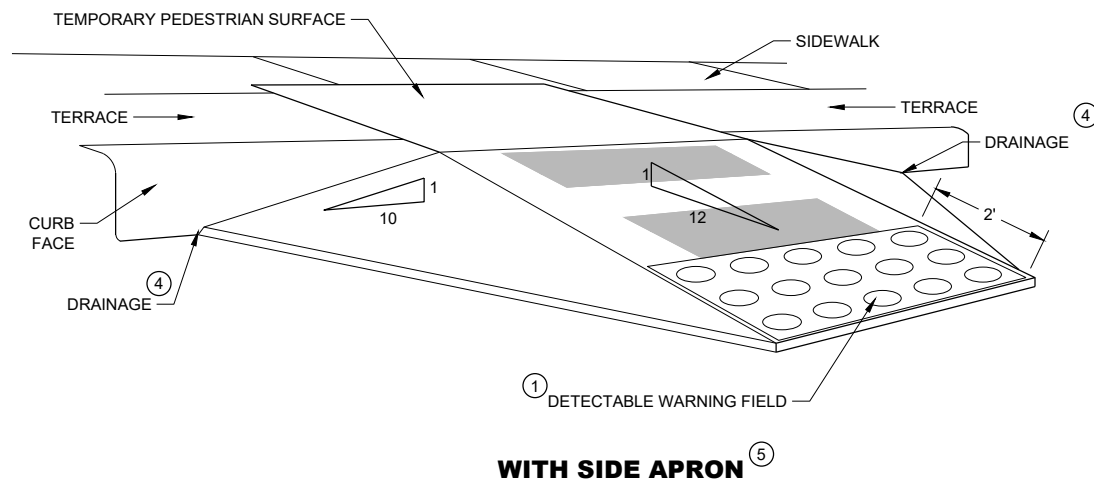 TEMPORARY PEDESTRIAN SURFACE
SIDEWALK
TERRACE
TERRACE
4
DRAINAGE
1
10
1
12
2'
CURB
FACE
4
DRAINAGE
1 DETECTABLE WARNING FIELD
WITH SIDE APRON 5